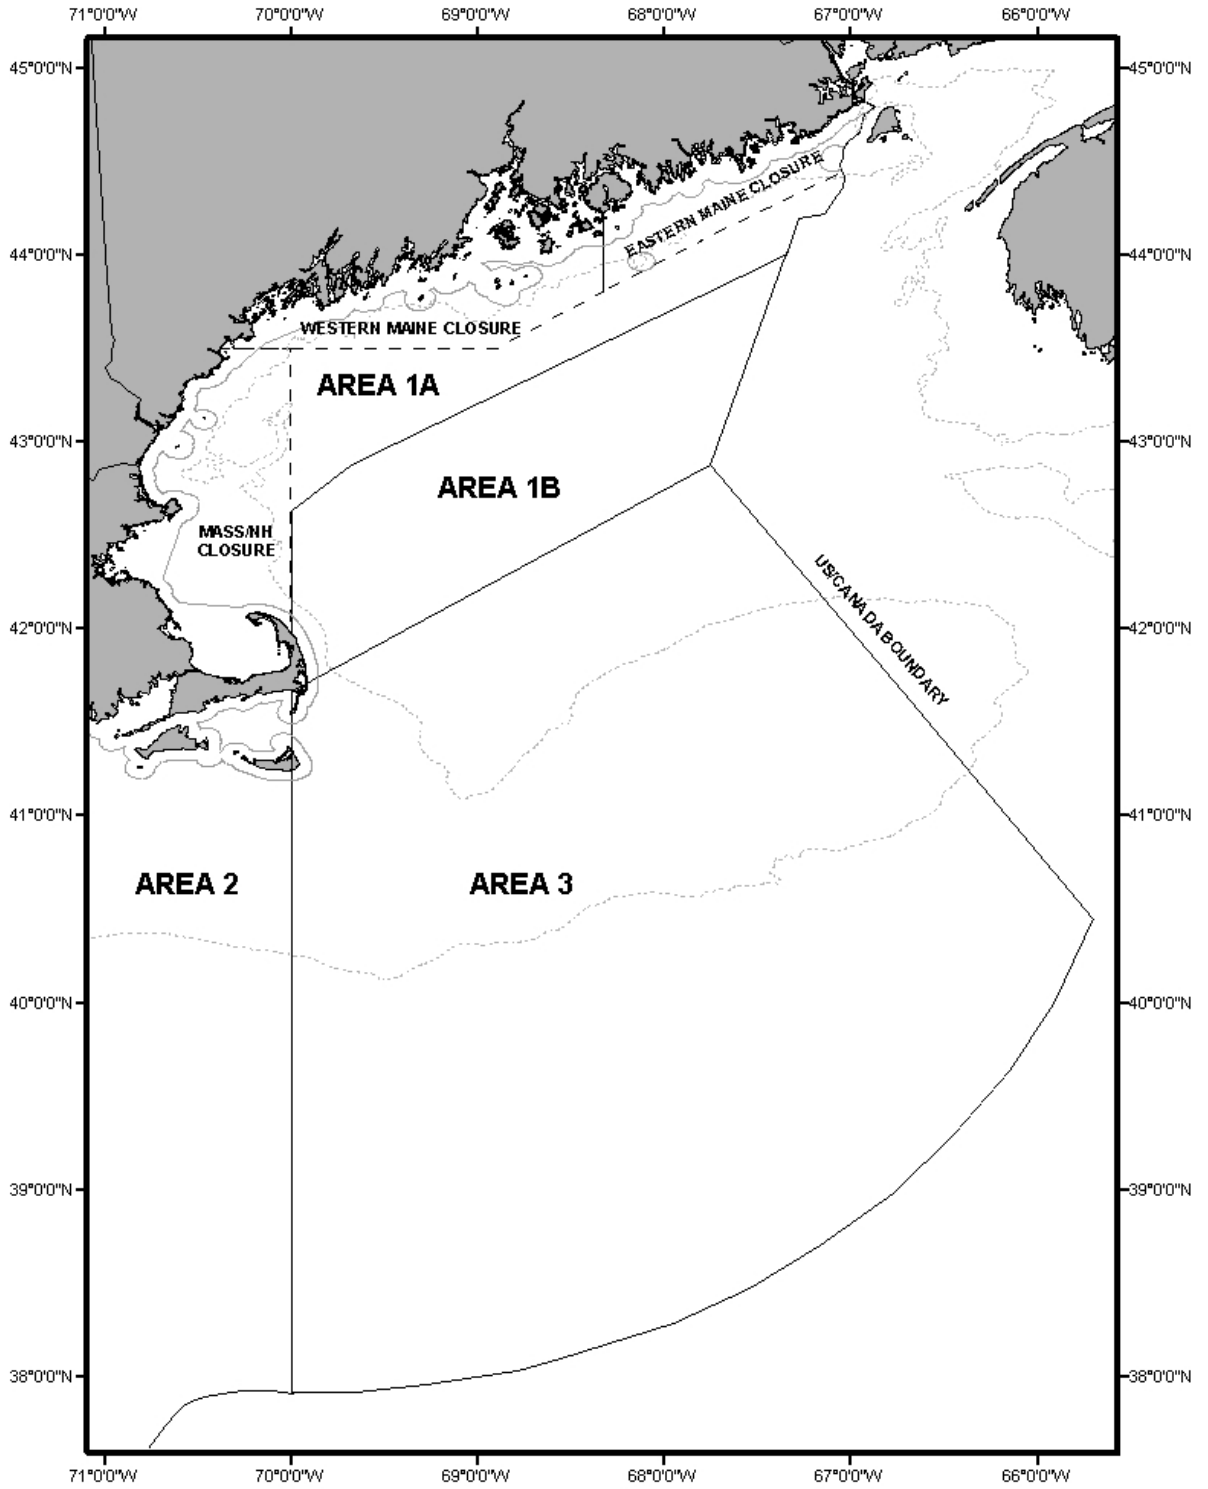 71°0'0"W 70°0'0"W 69°0'0"W 68°0'0"W 67°0'0"W 66°0'0"W
45°0'0"N 45°0'0"N
EASTERN MAINE CLOSURE
44°0'0"N 44°0'0"N
WESTERN MAINE CLOSURE
AREA 1A
43°0'0"N 43°0'0"N
AREA 1B
MASS/NH
CLOSURE
US/CANADA BOUNDARY
42°0'0"N 42°0'0"N
41°0'0"N 41°0'0"N
AREA 2 AREA 3
40°0'0"N 40°0'0"N
39°0'0"N 39°0'0"N
38°0'0"N 38°0'0"N
71°0'0"W 70°0'0"W 69°0'0"W 68°0'0"W 67°0'0"W 66°0'0"W